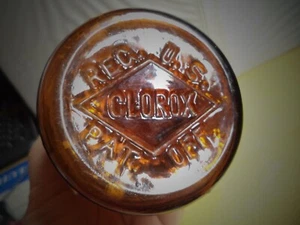 REG. U.S.
CLOROX
PAT. OFF.